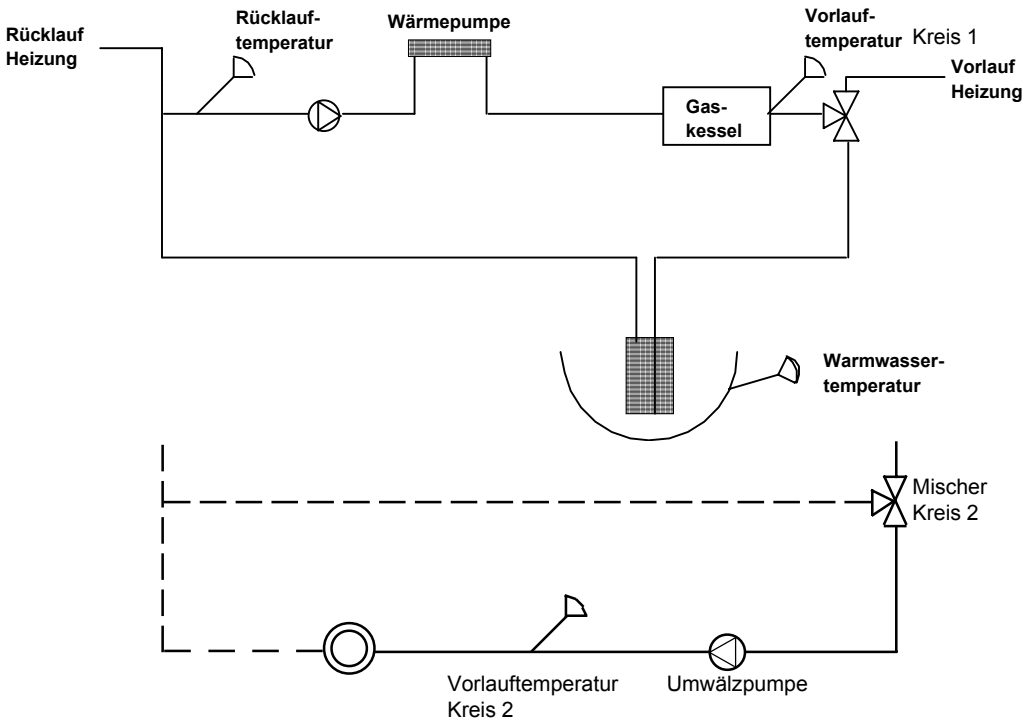 Rücklauf
Heizung
Rücklauf-
temperatur
Wärmepumpe
Vorlauf-
temperatur Kreis 1
Vorlauf
Heizung
Gas-
kessel
Warmwasser-
temperatur
Mischer
Kreis 2
Vorlauftemperatur
Kreis 2
Umwälzpumpe